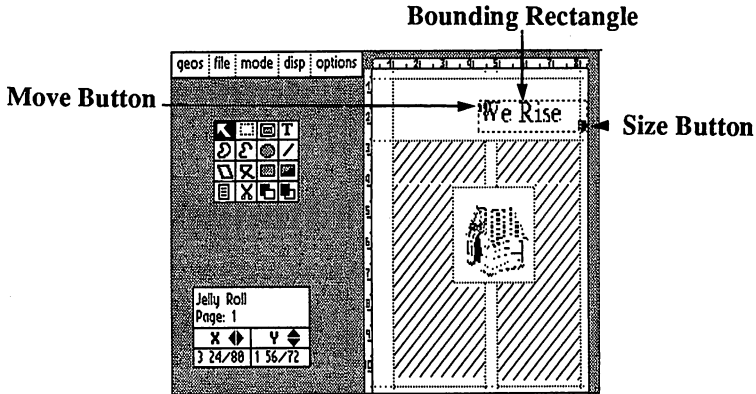 Bounding Rectangle
geos file mode disp options
Move Button
We Rise
Size Button
T
Jelly Roll
Page: 1
X Y
3 24/80 1 56/72